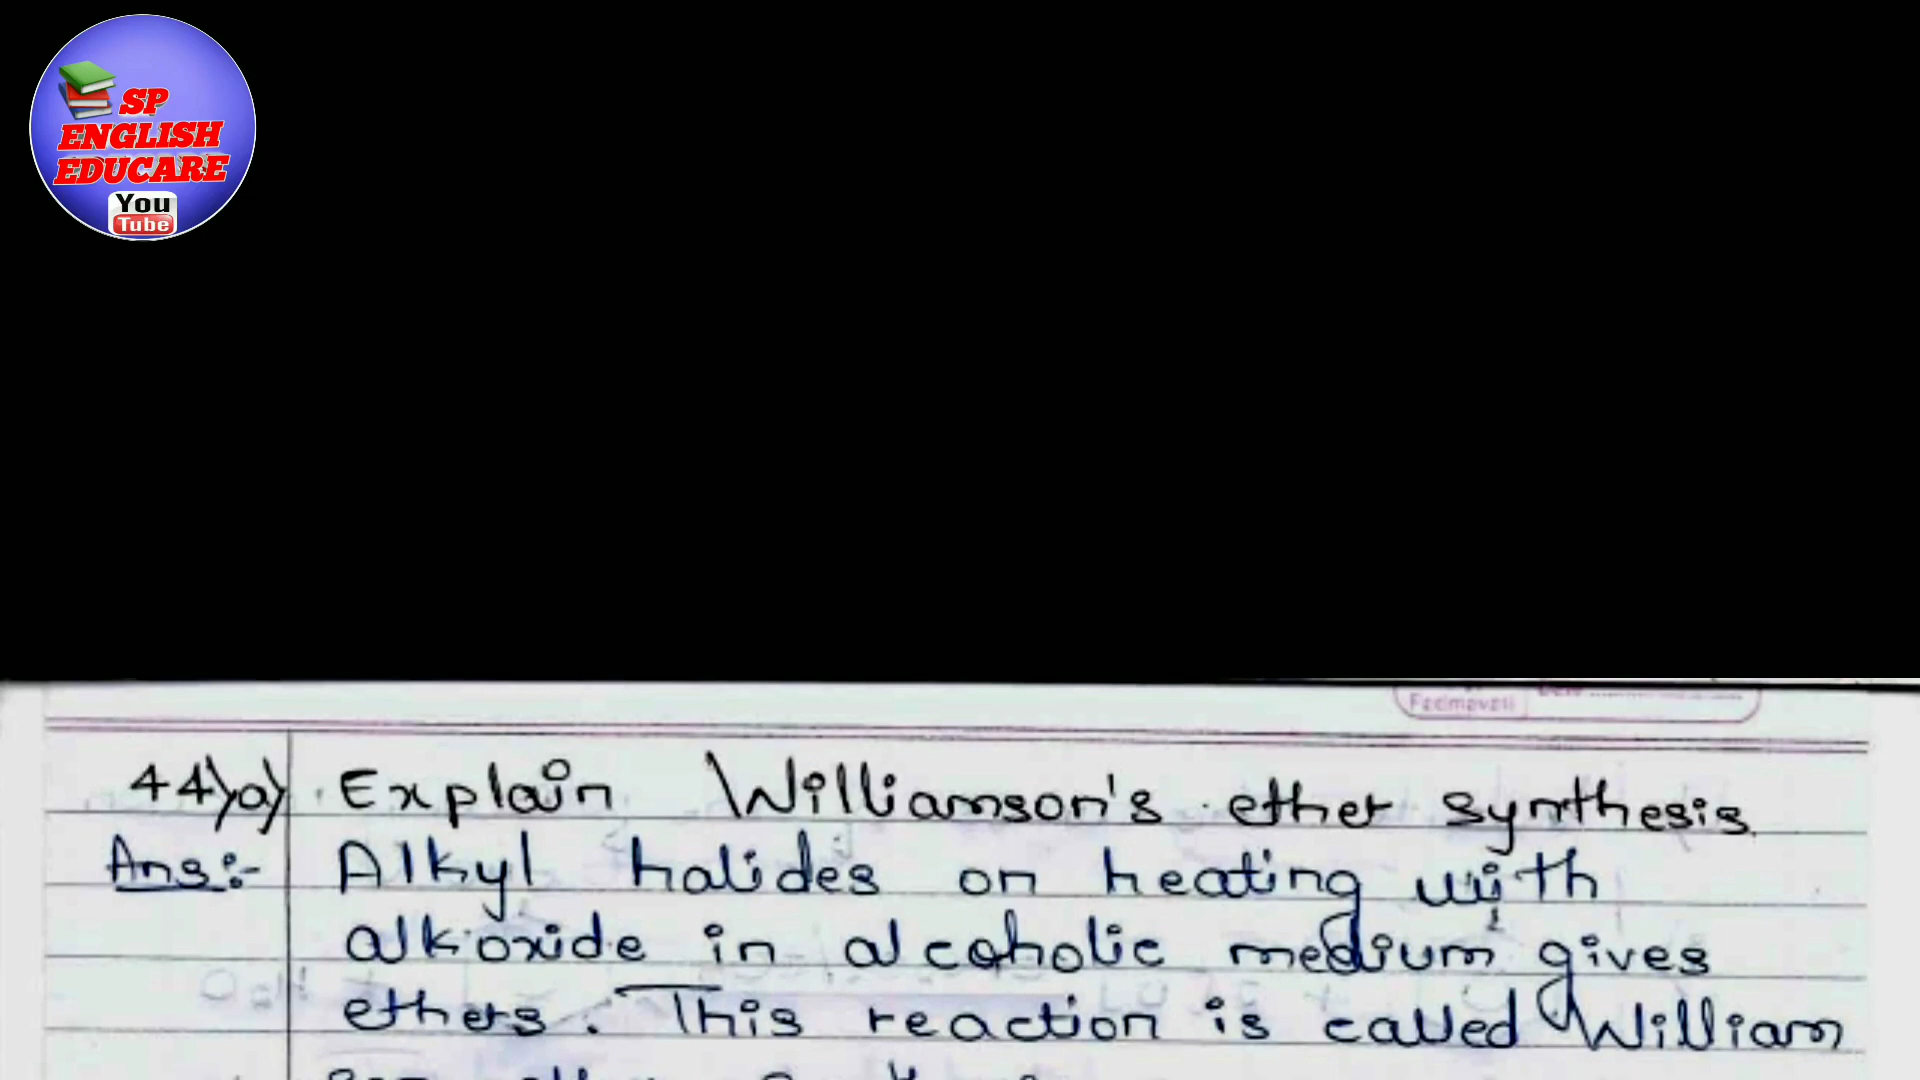 SP
ENGLISH
EDUCARE
You
Tube
44)a) Explain Williamson's ether synthesis.
Ans:- Alkyl halides on heating with
alkoxide in alcoholic medium gives
ethers. This reaction is called William